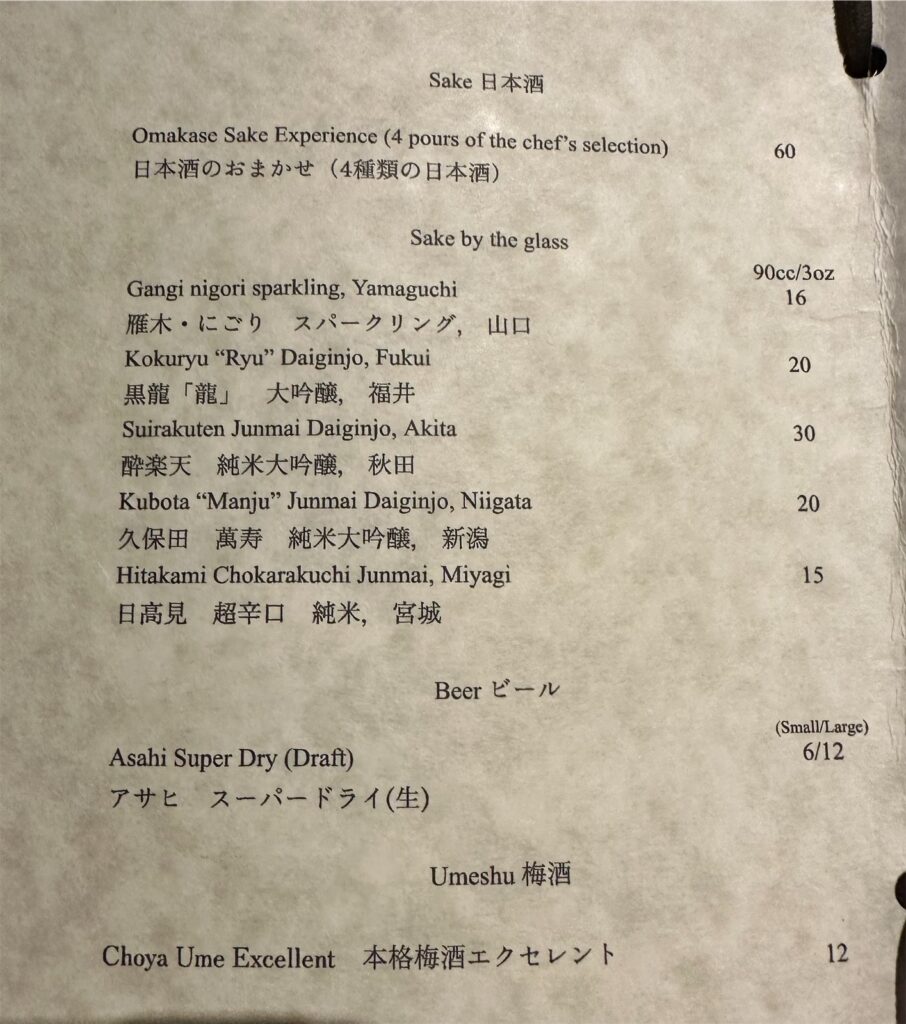 Sake 日本酒
Omakase Sake Experience (4 pours of the chef's selection) 60
日本酒のおまかせ（4種類の日本酒）
Sake by the glass
90cc/3oz
Gangi nigori sparkling, Yamaguchi 16
雁木・にごり　スパークリング,　山口
Kokuryu “Ryu” Daiginjo, Fukui 20
黒龍「龍」　大吟醸,　福井
Suirakuten Junmai Daiginjo, Akita 30
酔楽天　純米大吟醸,　秋田
Kubota “Manju” Junmai Daiginjo, Niigata 20
久保田　萬寿　純米大吟醸,　新潟
Hitakami Chokarakuchi Junmai, Miyagi 15
日高見　超辛口　純米,　宮城
Beer ビール
(Small/Large)
Asahi Super Dry (Draft) 6/12
アサヒ　スーパードライ(生)
Umeshu 梅酒
Choya Ume Excellent　本格梅酒エクセレント 12